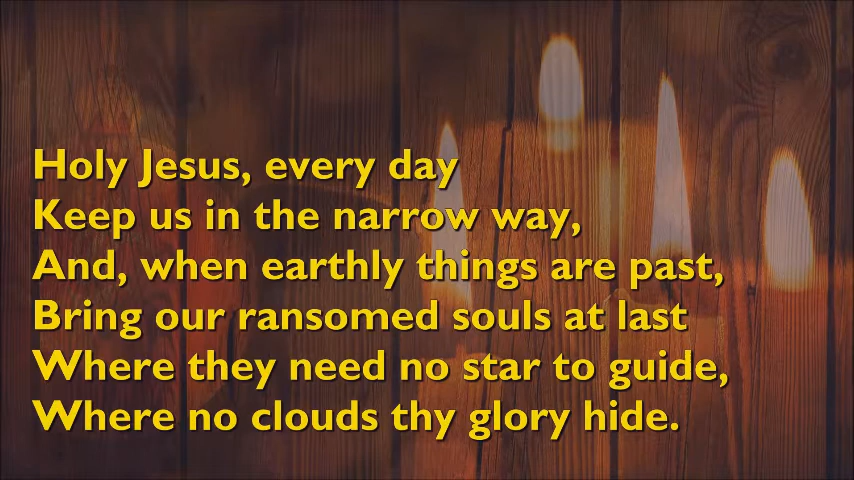 Holy Jesus, every day
Keep us in the narrow way,
And, when earthly things are past,
Bring our ransomed souls at last
Where they need no star to guide,
Where no clouds thy glory hide.